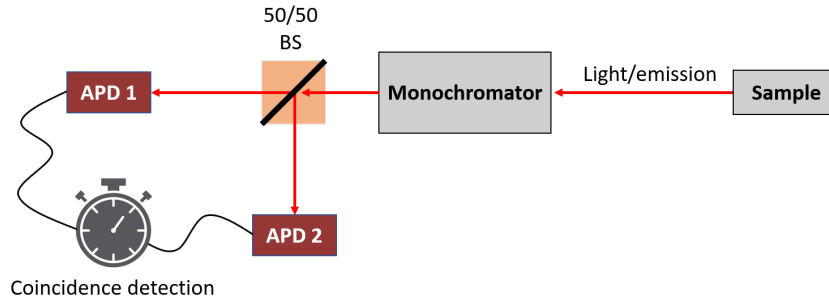 50/50
BS
APD 1
Monochromator
Light/emission
Sample
APD 2
Coincidence detection